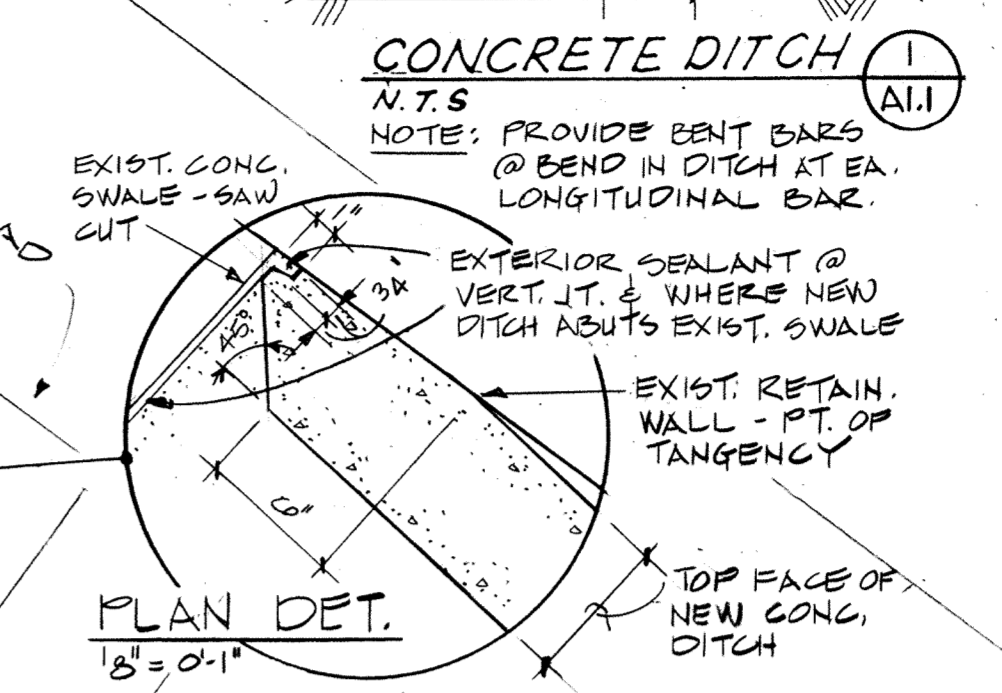 CONCRETE DITCH
1
A1.1
N.T.S
NOTE: PROVIDE BENT BARS
@ BEND IN DITCH AT EA.
LONGITUDINAL BAR.
EXIST. CONC.
SWALE - SAW
CUT
1"
EXTERIOR SEALANT @
VERT. JT. & WHERE NEW
DITCH ABUTS EXIST. SWALE
45°
EXIST. RETAIN.
WALL - PT. OF
TANGENCY
6"
TOP FACE OF
NEW CONC.
DITCH
PLAN DET.
1/8" = 0'-1"